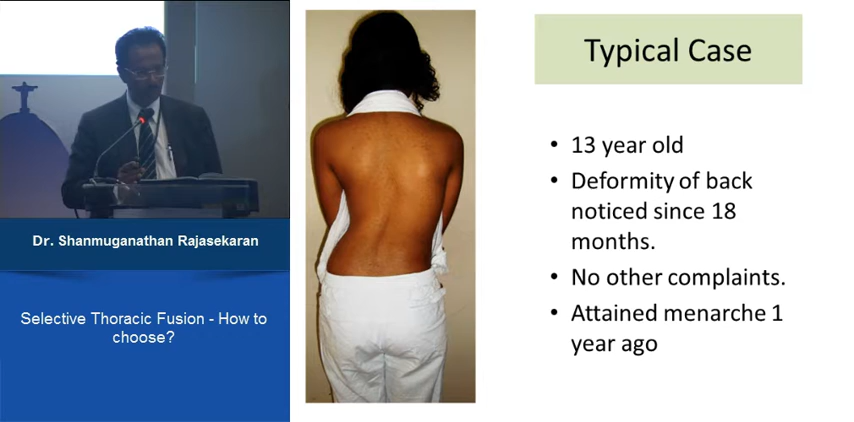 Dr. Shanmuganathan Rajasekaran
Selective Thoracic Fusion - How to
choose?
Typical Case
• 13 year old
• Deformity of back
noticed since 18
months.
• No other complaints.
• Attained menarche 1
year ago